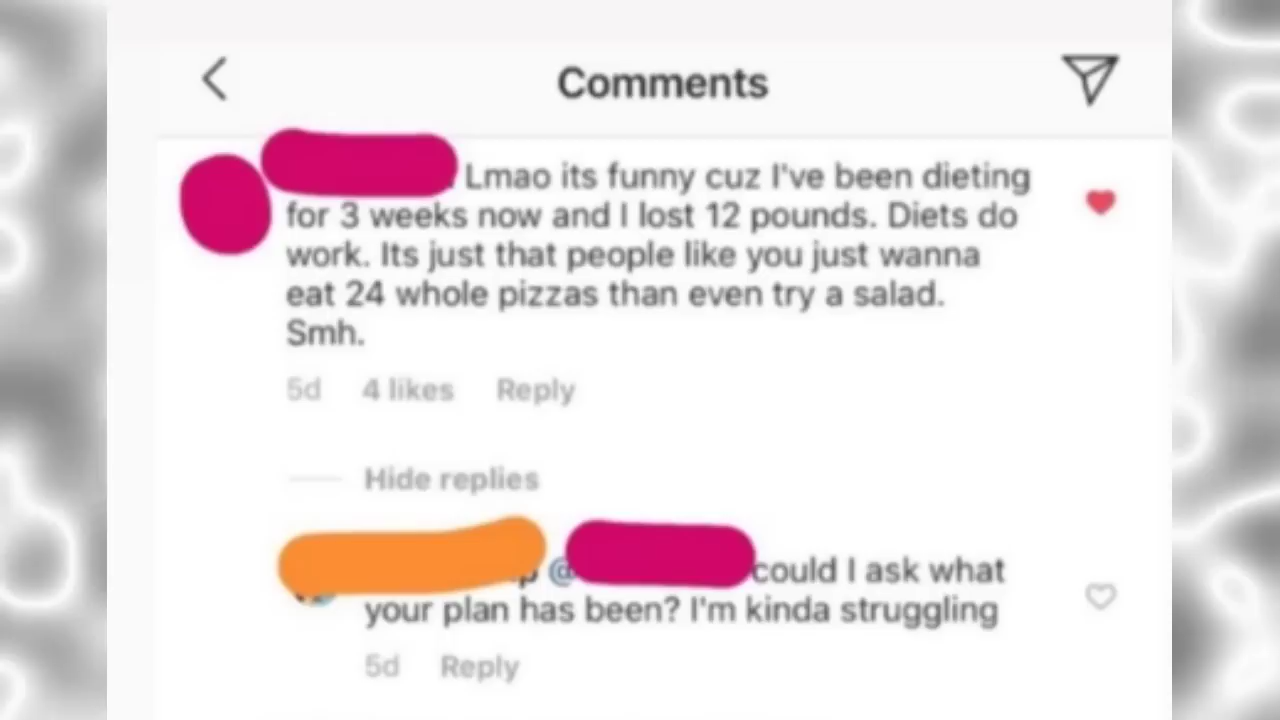 Comments
Lmao its funny cuz I've been dieting
for 3 weeks now and I lost 12 pounds. Diets do
work. Its just that people like you just wanna
eat 24 whole pizzas than even try a salad.
Smh.
5d 4 likes Reply
Hide replies
@ could I ask what
your plan has been? I'm kinda struggling
5d Reply